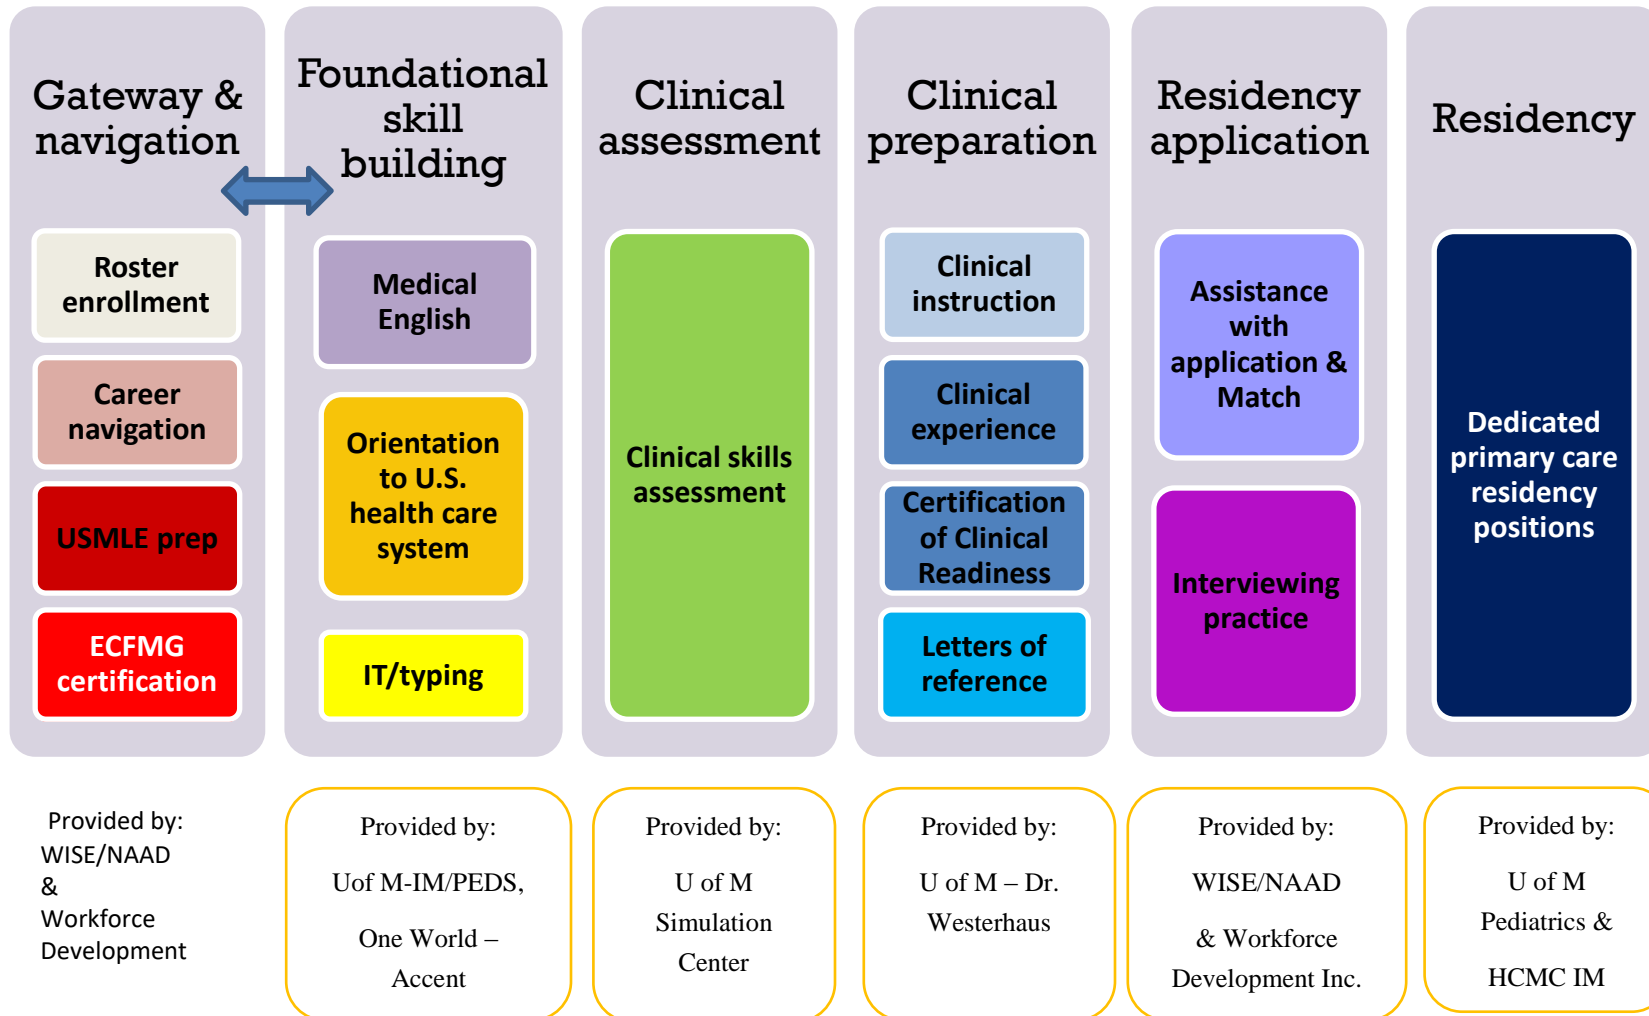 Gateway &
navigation
Roster
enrollment
Career
navigation
USMLE prep
ECFMG
certification
Provided by:
WISE/NAAD
&
Workforce
Development
Foundational
skill
building
Medical
English
Orientation
to U.S.
health care
system
IT/typing
Provided by:
Uof M-IM/PEDS,
One World –
Accent
Clinical
assessment
Clinical skills
assessment
Provided by:
U of M
Simulation
Center
Clinical
preparation
Clinical
instruction
Clinical
experience
Certification
of Clinical
Readiness
Letters of
reference
Provided by:
U of M – Dr.
Westerhaus
Residency
application
Assistance
with
application &
Match
Interviewing
practice
Provided by:
WISE/NAAD
& Workforce
Development Inc.
Residency
Dedicated
primary care
residency
positions
Provided by:
U of M
Pediatrics &
HCMC IM